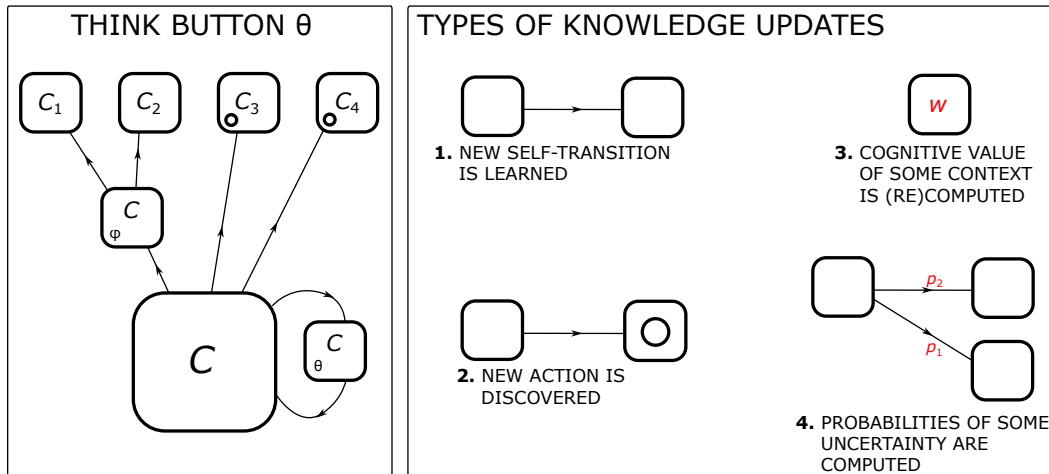 THINK BUTTON θ
C₁
C₂
C₃
C₄
C
φ
C
C
θ
TYPES OF KNOWLEDGE UPDATES
1. NEW SELF-TRANSITION
IS LEARNED
w
3. COGNITIVE VALUE
OF SOME CONTEXT
IS (RE)COMPUTED
2. NEW ACTION IS
DISCOVERED
p₂
p₁
4. PROBABILITIES OF SOME
UNCERTAINTY ARE
COMPUTED